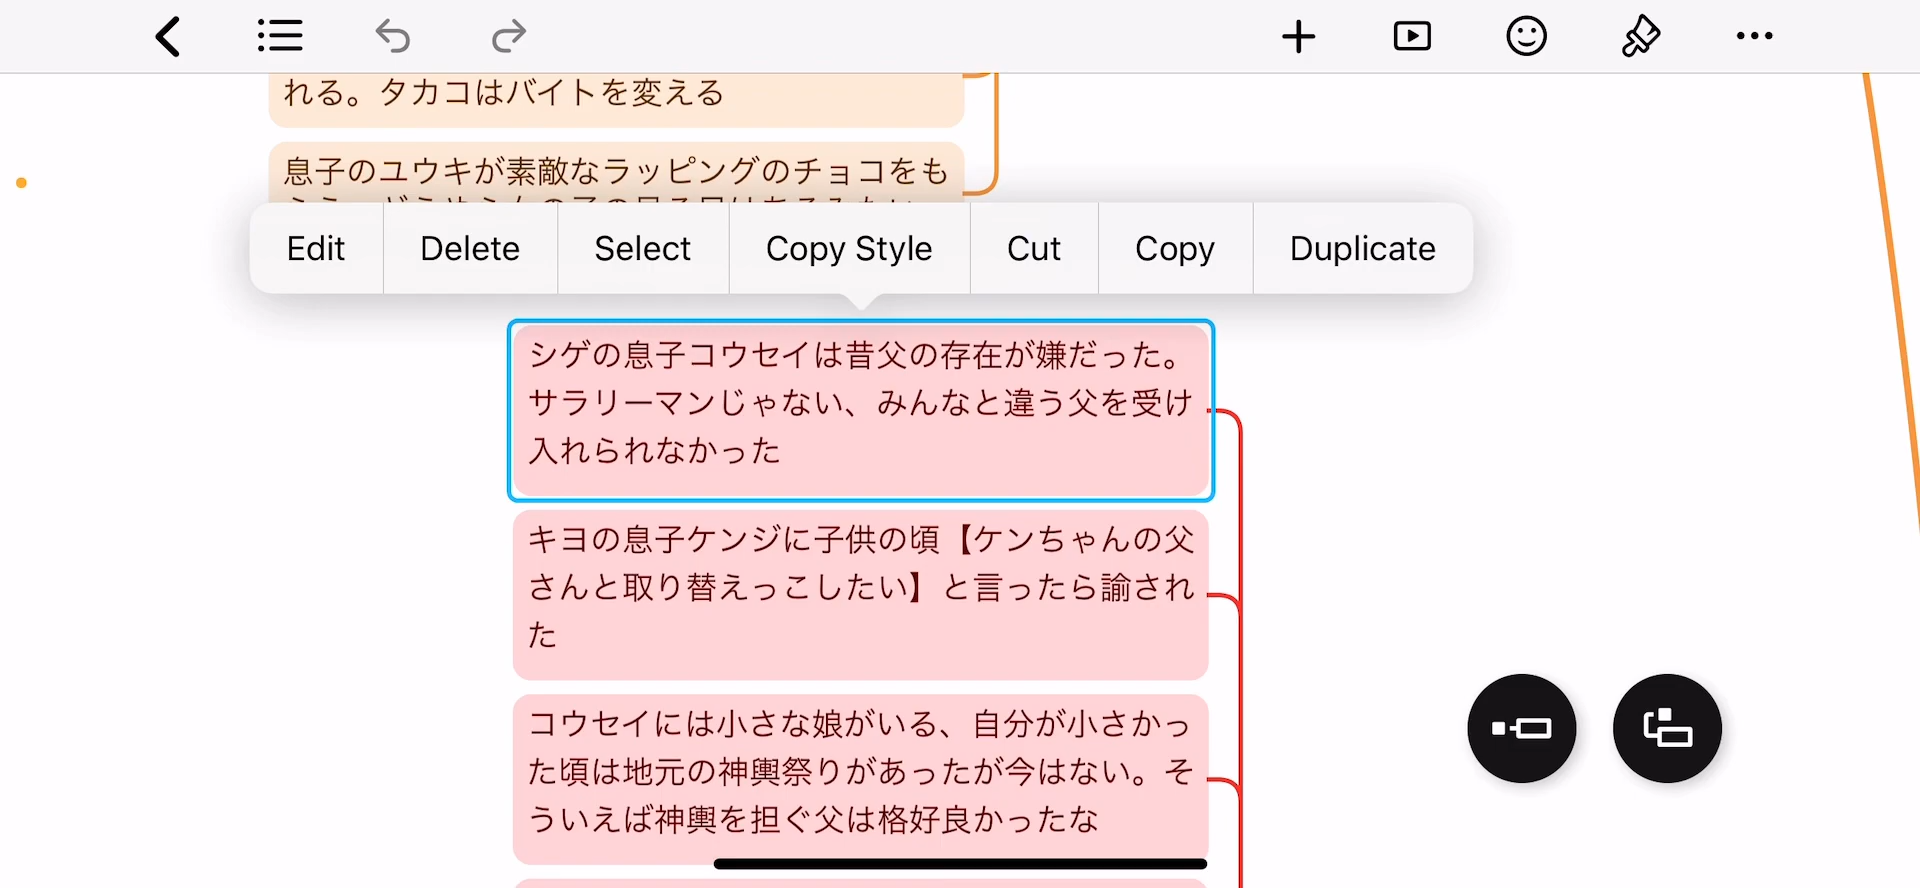 れる。タカコはバイトを変える
息子のユウキが素敵なラッピングのチョコをも
Edit
Delete
Select
Copy Style
Cut
Copy
Duplicate
シゲの息子コウセイは昔父の存在が嫌だった。
サラリーマンじゃない、みんなと違う父を受け
入れられなかった
キヨの息子ケンジに子供の頃【ケンちゃんの父
さんと取り替えっこしたい】と言ったら諭され
た
コウセイには小さな娘がいる、自分が小さかっ
た頃は地元の神輿祭りがあったが今はない。そ
ういえば神輿を担ぐ父は格好良かったな